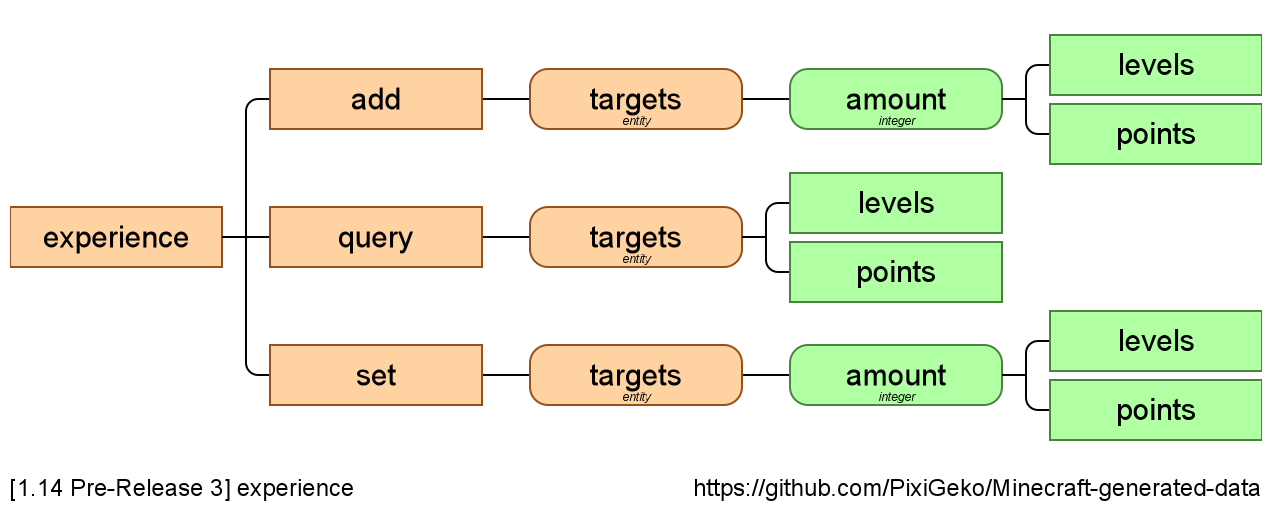 levels
add
targets
entity
amount
integer
points
levels
experience
query
targets
entity
points
levels
set
targets
entity
amount
integer
points
[1.14 Pre-Release 3] experience
https://github.com/PixiGeko/Minecraft-generated-data